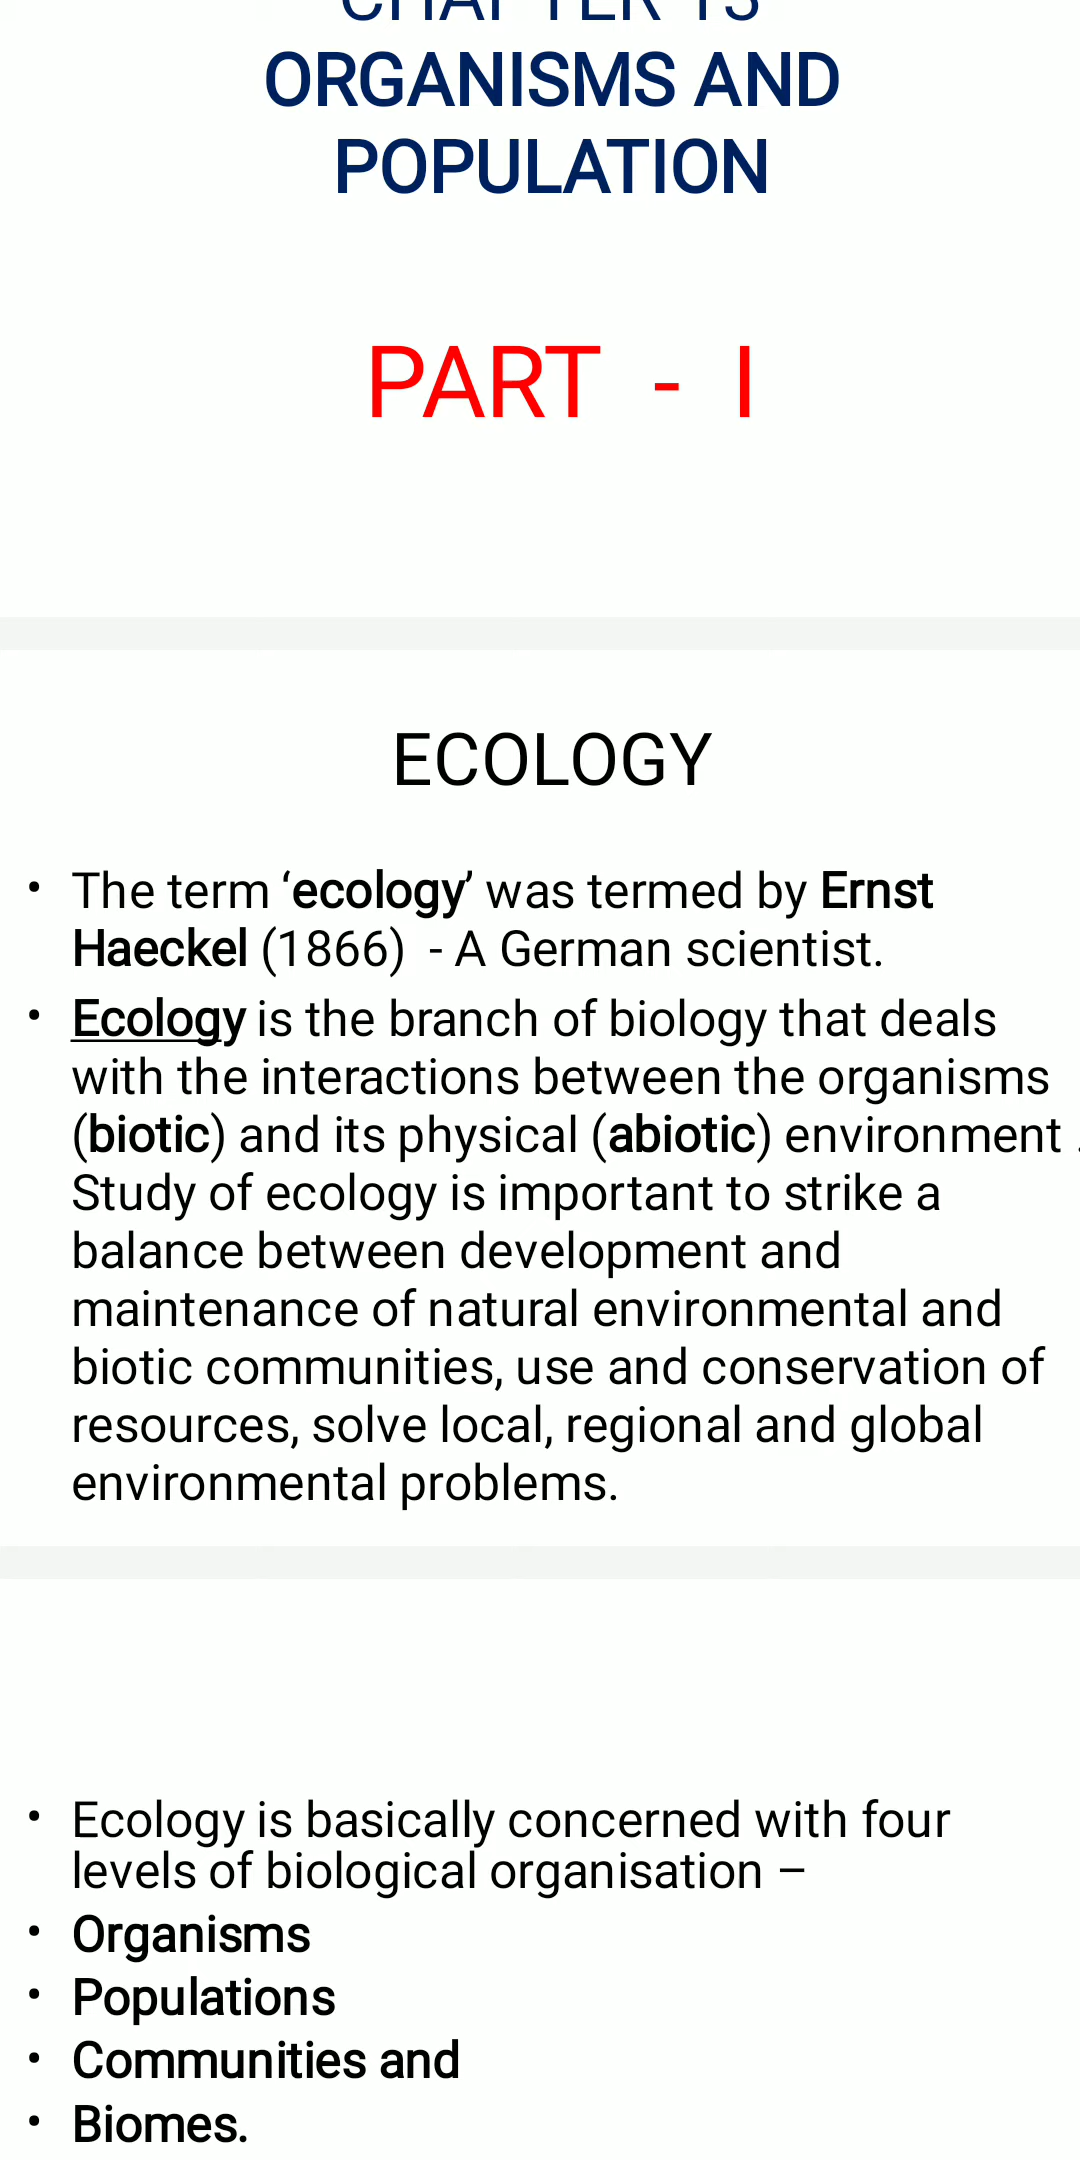 CHAPTER 13
ORGANISMS AND
POPULATION
PART - I
ECOLOGY
• The term ‘ecology’ was termed by Ernst
Haeckel (1866) - A German scientist.
• Ecology is the branch of biology that deals
with the interactions between the organisms
(biotic) and its physical (abiotic) environment .
Study of ecology is important to strike a
balance between development and
maintenance of natural environmental and
biotic communities, use and conservation of
resources, solve local, regional and global
environmental problems.
• Ecology is basically concerned with four
levels of biological organisation –
• Organisms
• Populations
• Communities and
• Biomes.